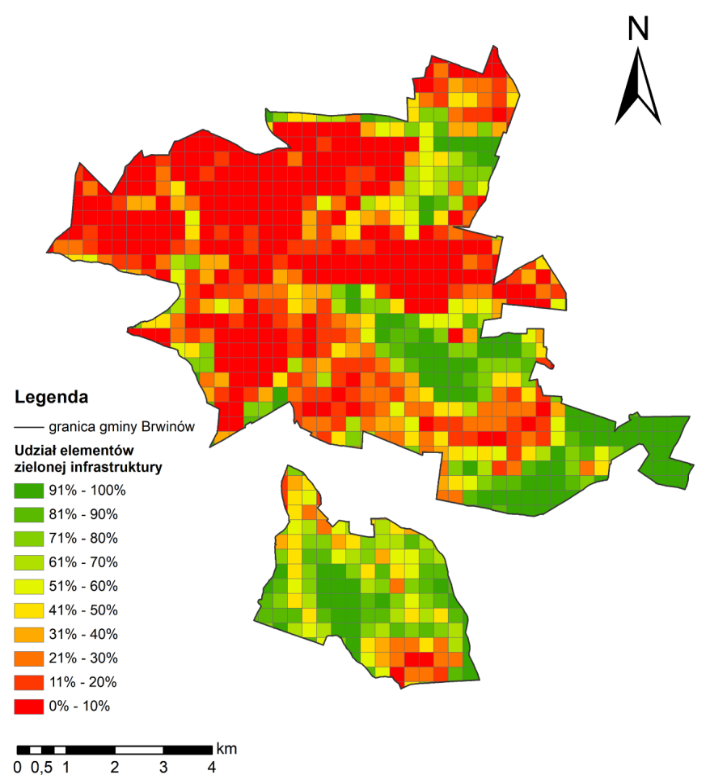 N
Legenda
granica gminy Brwinów
Udział elementów
zielonej infrastruktury
91% - 100%
81% - 90%
71% - 80%
61% - 70%
51% - 60%
41% - 50%
31% - 40%
21% - 30%
11% - 20%
0% - 10%
km
0 0,5 1 2 3 4